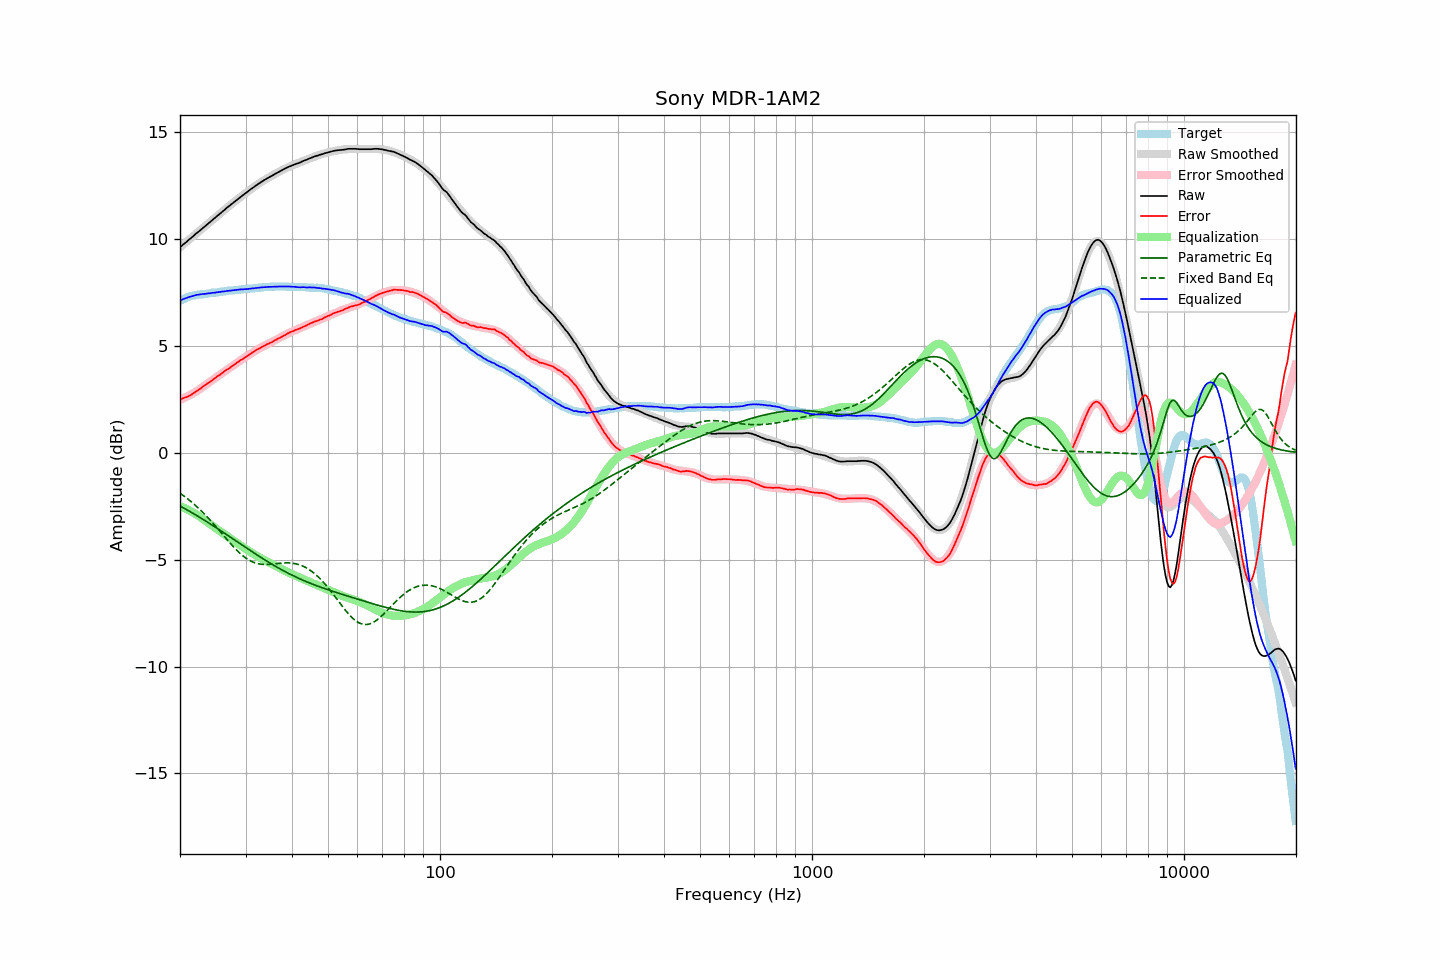 Sony MDR-1AM2
15
10
5
0
−5
−10
−15
Amplitude (dBr)
100
1000
10000
Frequency (Hz)
Target
Raw Smoothed
Error Smoothed
Raw
Error
Equalization
Parametric Eq
Fixed Band Eq
Equalized